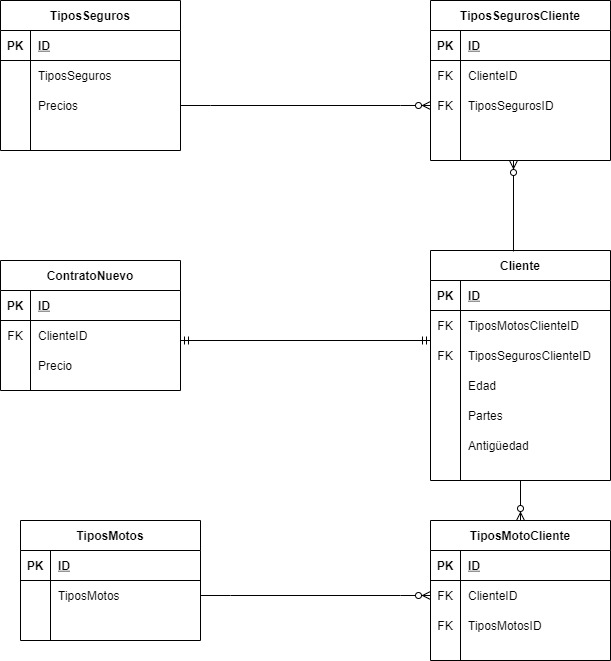 TiposSeguros
PK ID
TiposSeguros
Precios
TiposSegurosCliente
PK ID
FK ClienteID
FK TiposSegurosID
ContratoNuevo
PK ID
FK ClienteID
Precio
Cliente
PK ID
FK TiposMotosClienteID
FK TiposSegurosClienteID
Edad
Partes
Antigüedad
TiposMotos
PK ID
TiposMotos
TiposMotoCliente
PK ID
FK ClienteID
FK TiposMotosID